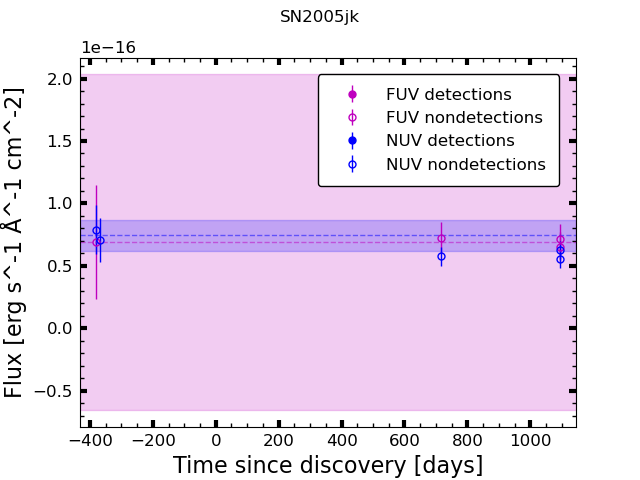 SN2005jk
1e−16
2.0
1.5
1.0
0.5
0.0
−0.5
Flux [erg s^-1 Å^-1 cm^-2]
FUV detections
FUV nondetections
NUV detections
NUV nondetections
−400 −200 0 200 400 600 800 1000
Time since discovery [days]